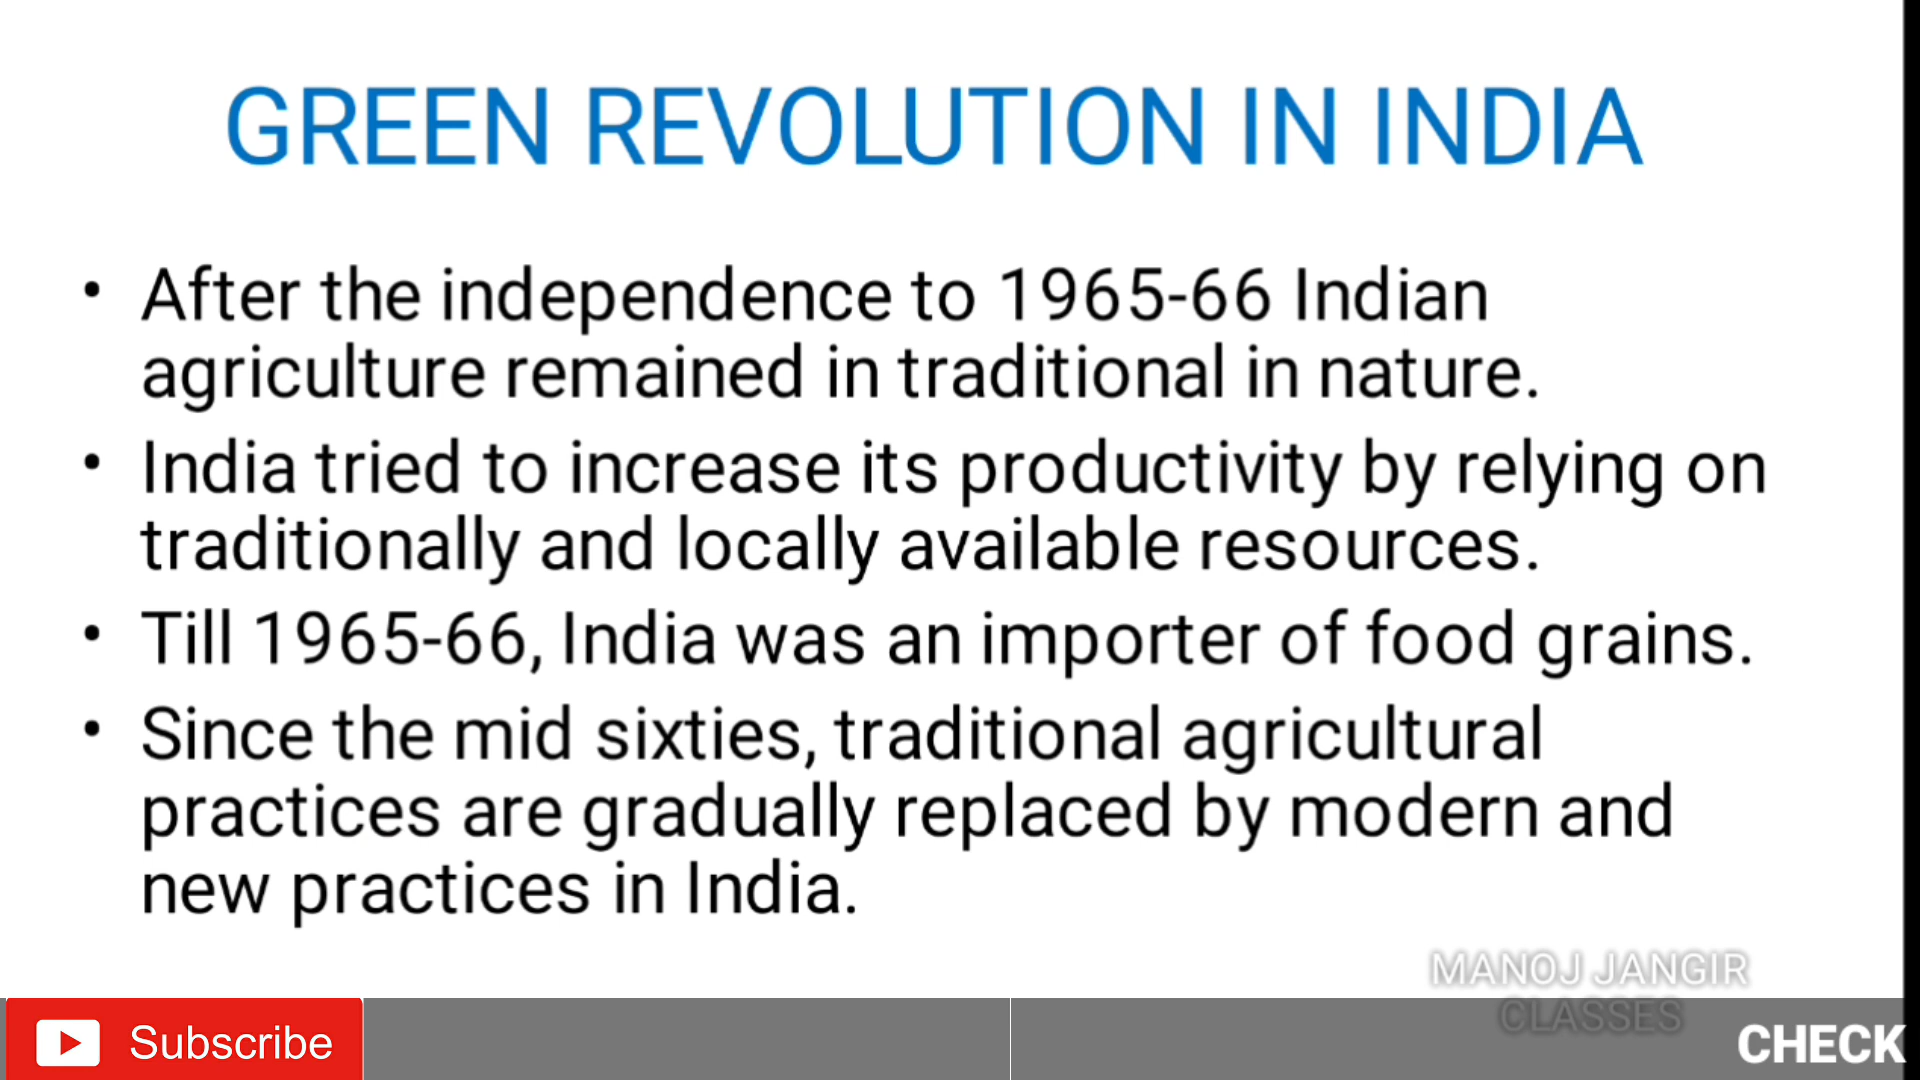 GREEN REVOLUTION IN INDIA
• After the independence to 1965-66 Indian
agriculture remained in traditional in nature.
• India tried to increase its productivity by relying on
traditionally and locally available resources.
• Till 1965-66, India was an importer of food grains.
• Since the mid sixties, traditional agricultural
practices are gradually replaced by modern and
new practices in India.
MANOJ JANGIR
CLASSES
Subscribe
CHECK